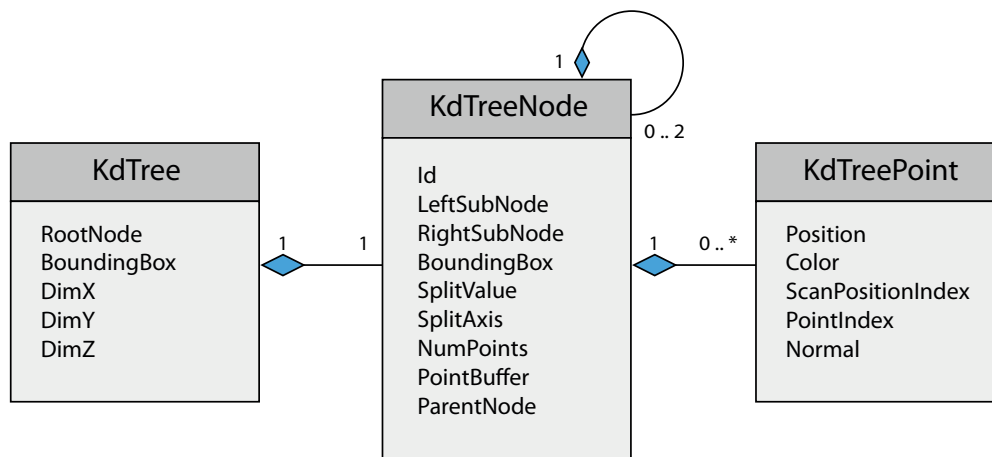 KdTree
RootNode
BoundingBox
DimX
DimY
DimZ
1
1
KdTreeNode
Id
LeftSubNode
RightSubNode
BoundingBox
SplitValue
SplitAxis
NumPoints
PointBuffer
ParentNode
1
0 .. 2
1
0 .. *
KdTreePoint
Position
Color
ScanPositionIndex
PointIndex
Normal